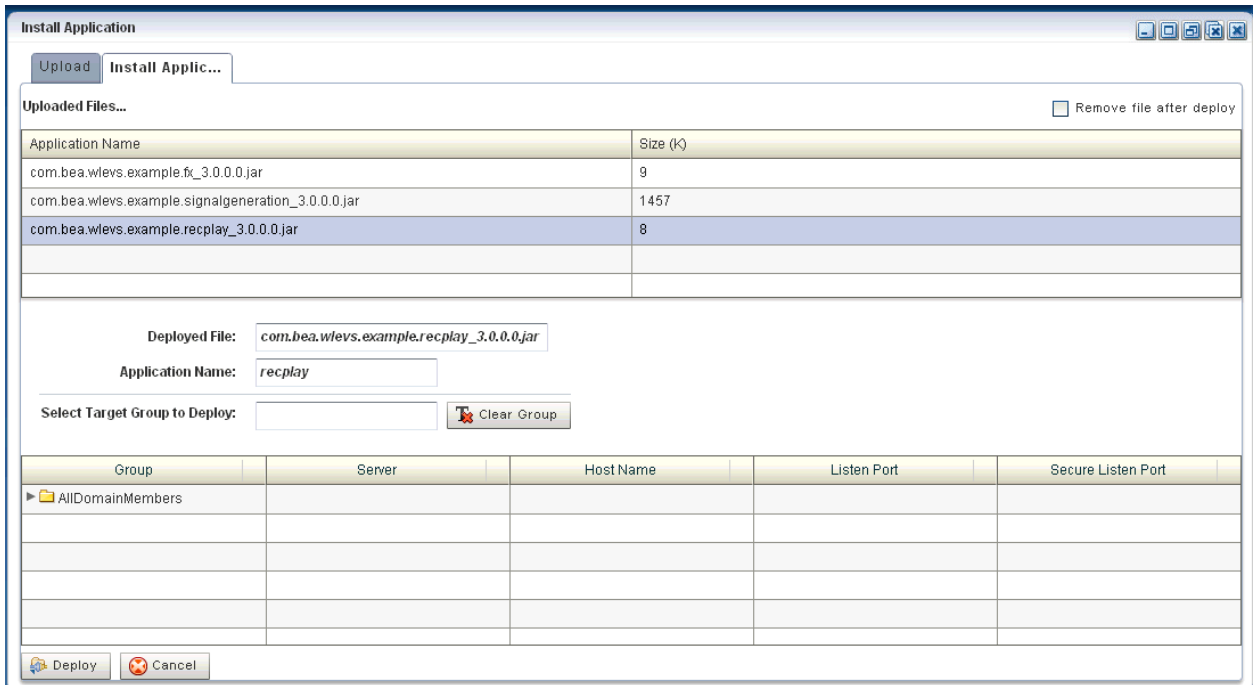 Install Application
Upload Install Applic...
Uploaded Files... Remove file after deploy
Application Name Size (K)
com.bea.wlevs.example.fx_3.0.0.0.jar 9
com.bea.wlevs.example.signalgeneration_3.0.0.0.jar 1457
com.bea.wlevs.example.recplay_3.0.0.0.jar 8
Deployed File: com.bea.wlevs.example.recplay_3.0.0.0.jar
Application Name: recplay
Select Target Group to Deploy: Clear Group
Group Server Host Name Listen Port Secure Listen Port
AllDomainMembers
Deploy Cancel